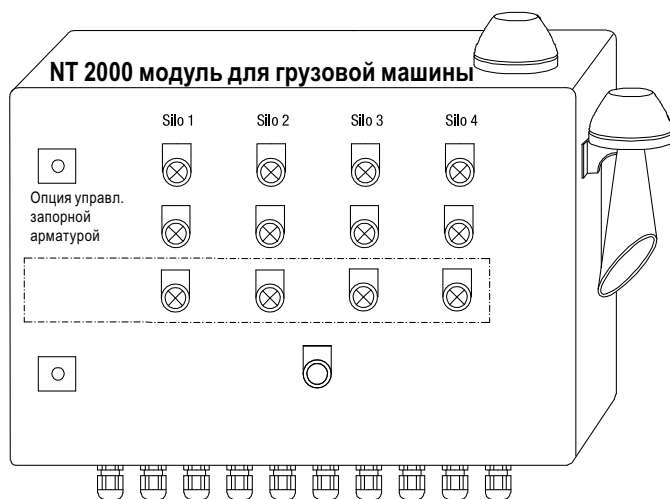 NT 2000 модуль для грузовой машины
Silo 1 Silo 2 Silo 3 Silo 4
Опция управл.
запорной
арматурой